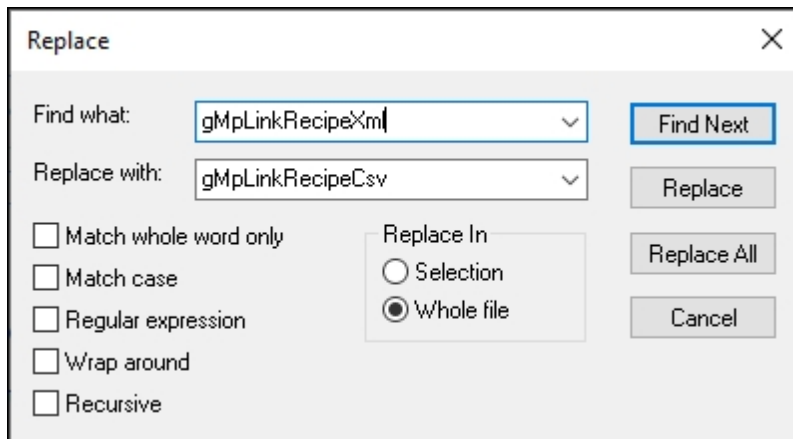 Replace
Find what:
gMpLinkRecipeXml
Find Next
Replace with:
gMpLinkRecipeCsv
Replace
Match whole word only
Replace In
Replace All
Match case
Selection
Regular expression
Whole file
Cancel
Wrap around
Recursive